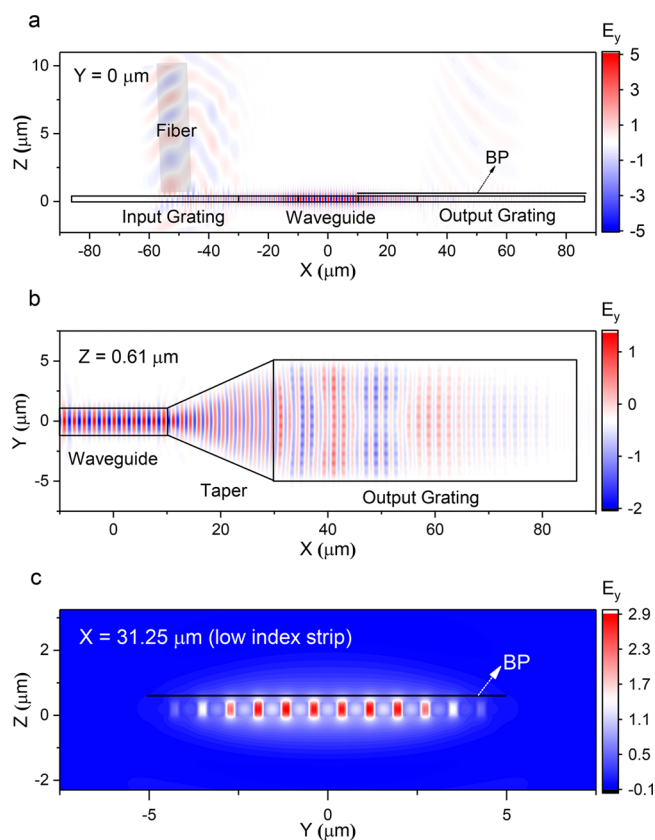 a
E_y
Y = 0 μm
Fiber
BP
Input Grating Waveguide Output Grating
Z (μm)
10
5
0
-80 -60 -40 -20 0 20 40 60 80
X (μm)
5
3
1
-1
-3
-5
b
E_y
Z = 0.61 μm
Waveguide
Taper
Output Grating
Y (μm)
5
0
-5
0 20 40 60 80
X (μm)
1
0
-1
-2
c
E_y
X = 31.25 μm (low index strip)
BP
Z (μm)
2
0
-2
-5 0 5
Y (μm)
2.9
2.3
1.7
1.1
0.5
-0.1